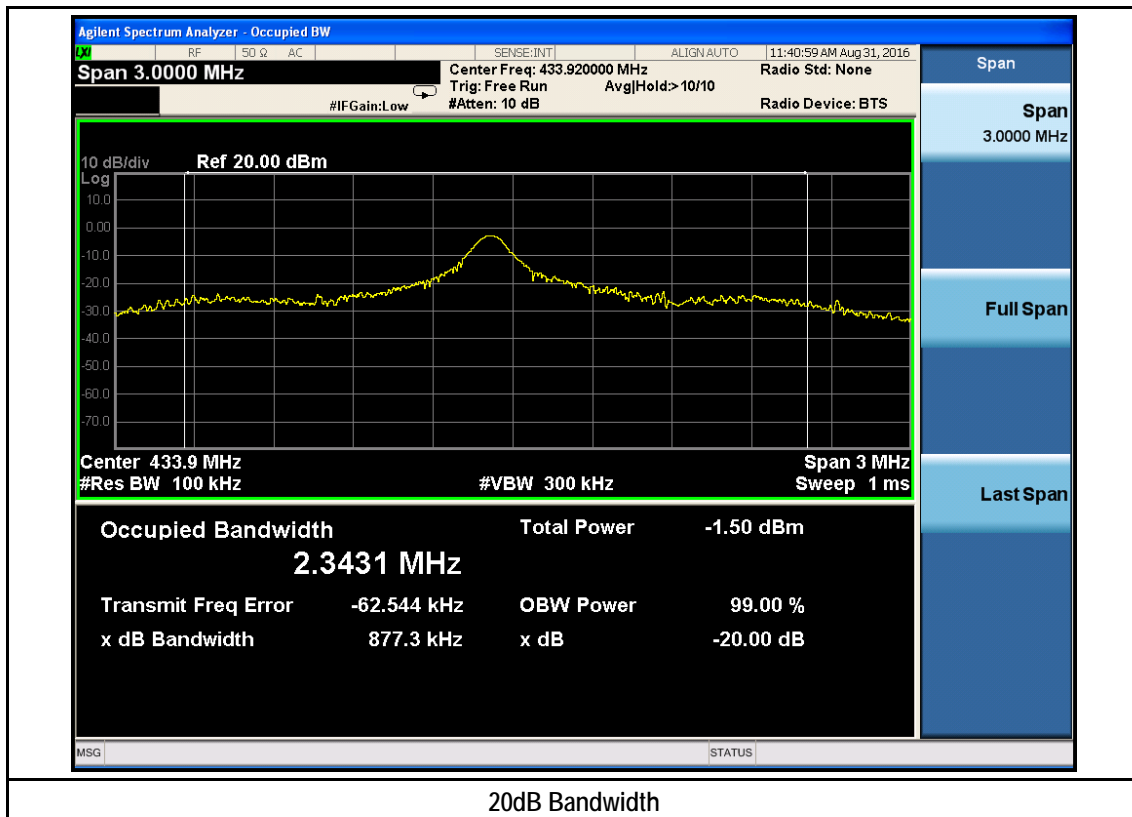 Agilent Spectrum Analyzer - Occupied BW
LXI RF 50 Ω AC SENSE:INT ALIGN AUTO 11:40:59 AM Aug 31, 2016
Span 3.0000 MHz
Center Freq: 433.920000 MHz
Radio Std: None
Trig: Free Run
Avg|Hold:> 10/10
#IFGain:Low
#Atten: 10 dB
Radio Device: BTS
10 dB/div
Ref 20.00 dBm
Log
10.0
0.00
-10.0
-20.0
-30.0
-40.0
-50.0
-60.0
-70.0
Center 433.9 MHz
Span 3 MHz
#Res BW 100 kHz
#VBW 300 kHz
Sweep 1 ms
Occupied Bandwidth
2.3431 MHz
Total Power -1.50 dBm
Transmit Freq Error -62.544 kHz
OBW Power 99.00 %
x dB Bandwidth 877.3 kHz
x dB -20.00 dB
MSG
STATUS
Span
Span
3.0000 MHz
Full Span
Last Span
20dB Bandwidth